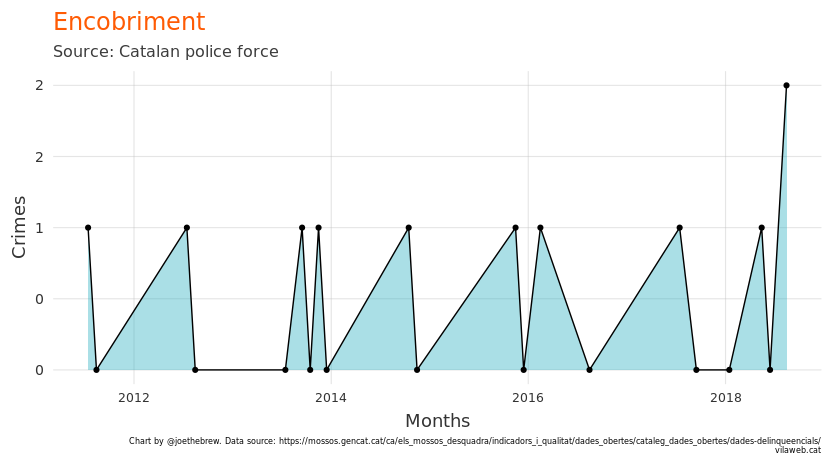 Encobriment
Source: Catalan police force
2
2
1
0
0
Crimes
2012 2014 2016 2018
Months
Chart by @joethebrew. Data source: https://mossos.gencat.cat/ca/els_mossos_desquadra/indicadors_i_qualitat/dades_obertes/cataleg_dades_obertes/dades-delinqueencials/
vilaweb.cat